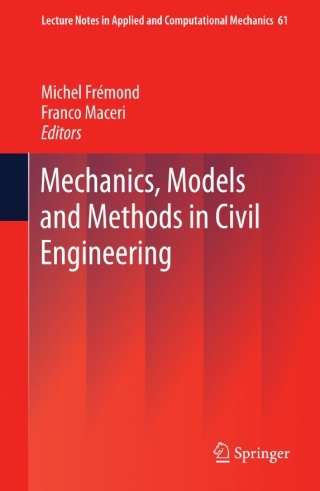 Lecture Notes in Applied and Computational Mechanics 61
Michel Frémond
Franco Maceri
Editors
Mechanics, Models
and Methods in Civil
Engineering
Springer